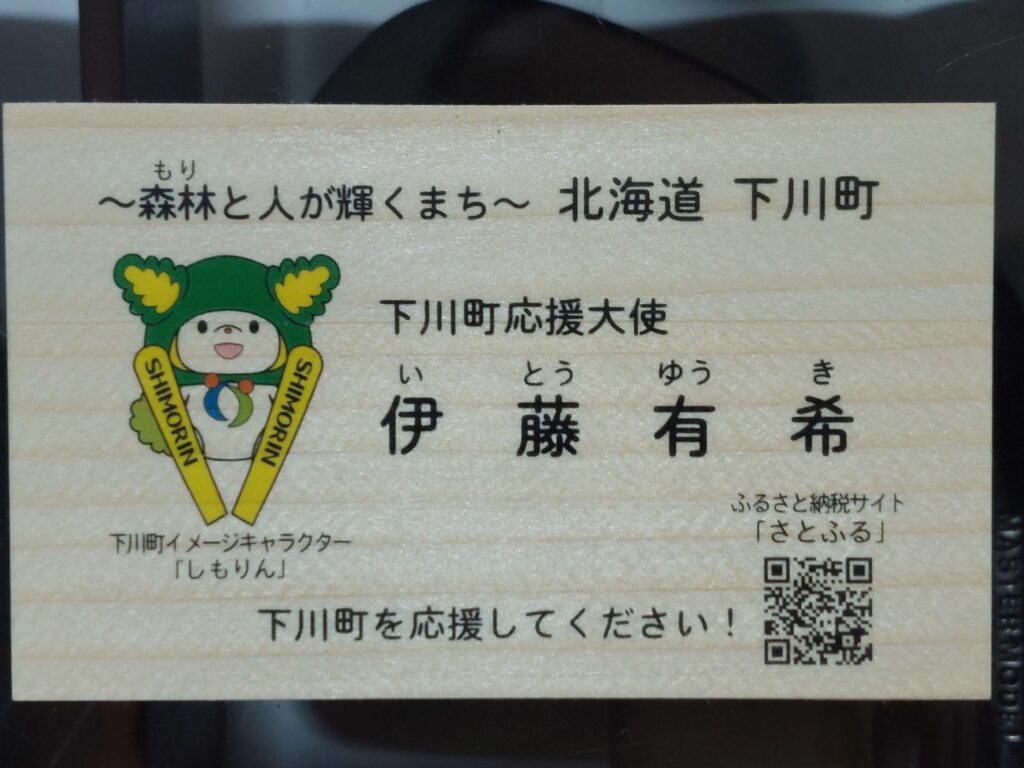 ～森林と人が輝くまち～ 北海道 下川町
もり
下川町応援大使
い とう ゆう き
伊藤有希
SHIMORIN
SHIMORIN
下川町イメージキャラクター
「しもりん」
ふるさと納税サイト
「さとふる」
下川町を応援してください！
MASTER MODEL